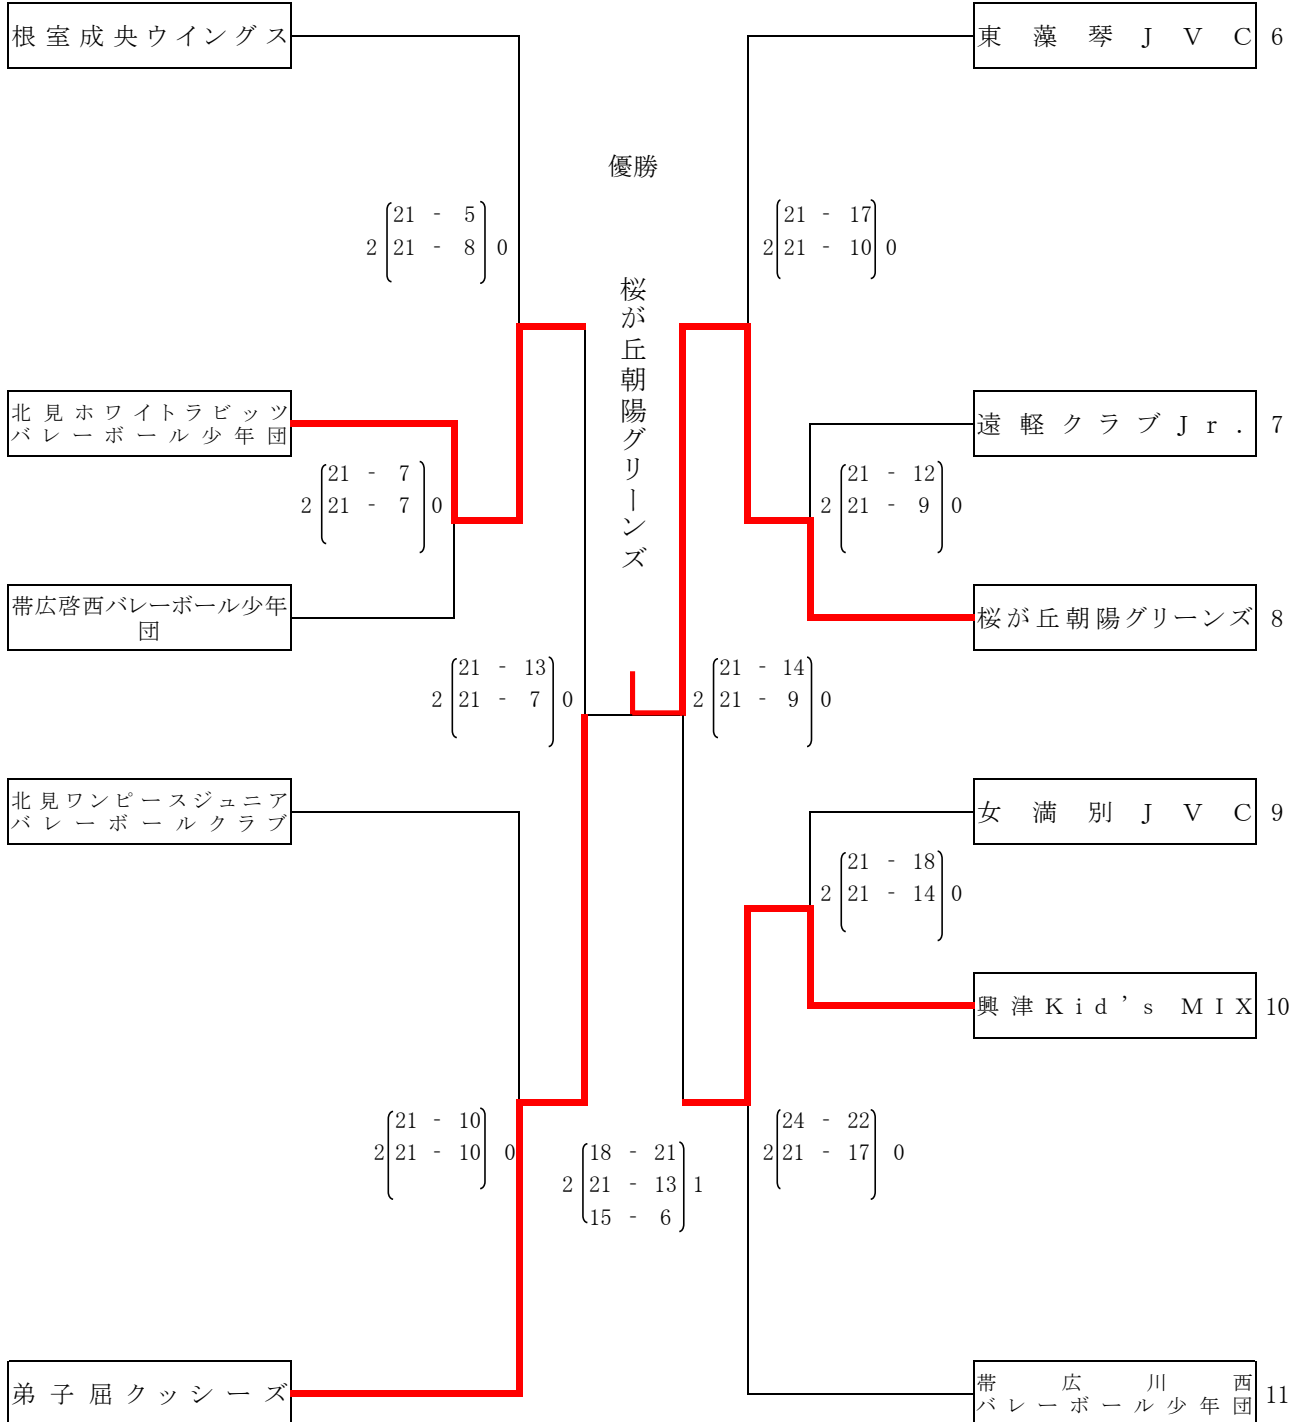 根室成央ウイングス
東藻琴ＪＶＣ 6
優勝
21 - 5
2 21 - 8 0
21 - 17
2 21 - 10 0
桜が丘朝陽グリーンズ
北見ホワイトラビッツ
バレーボール少年団
遠軽クラブＪｒ． 7
21 - 7
2 21 - 7 0
21 - 12
2 21 - 9 0
帯広啓西バレーボール少年
団
桜が丘朝陽グリーンズ 8
21 - 13
2 21 - 7 0
21 - 14
2 21 - 9 0
北見ワンピースジュニア
バレーボールクラブ
女満別ＪＶＣ 9
21 - 18
2 21 - 14 0
興津Ｋｉｄ’ｓ ＭＩＸ 10
21 - 10
2 21 - 10 0
18 - 21
2 21 - 13 1
15 - 6
24 - 22
2 21 - 17 0
弟子屈クッシーズ
帯広川西
バレーボール少年団 11